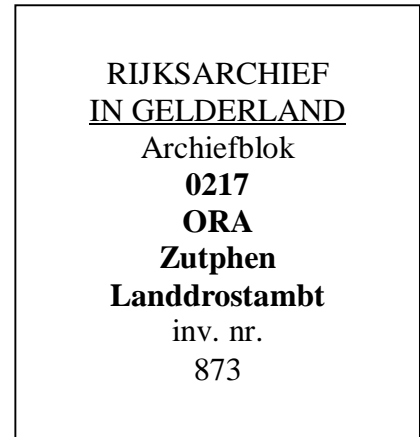 RIJKSARCHIEF
IN GELDERLAND
Archiefblok
0217
ORA
Zutphen
Landdrostambt
inv. nr.
873